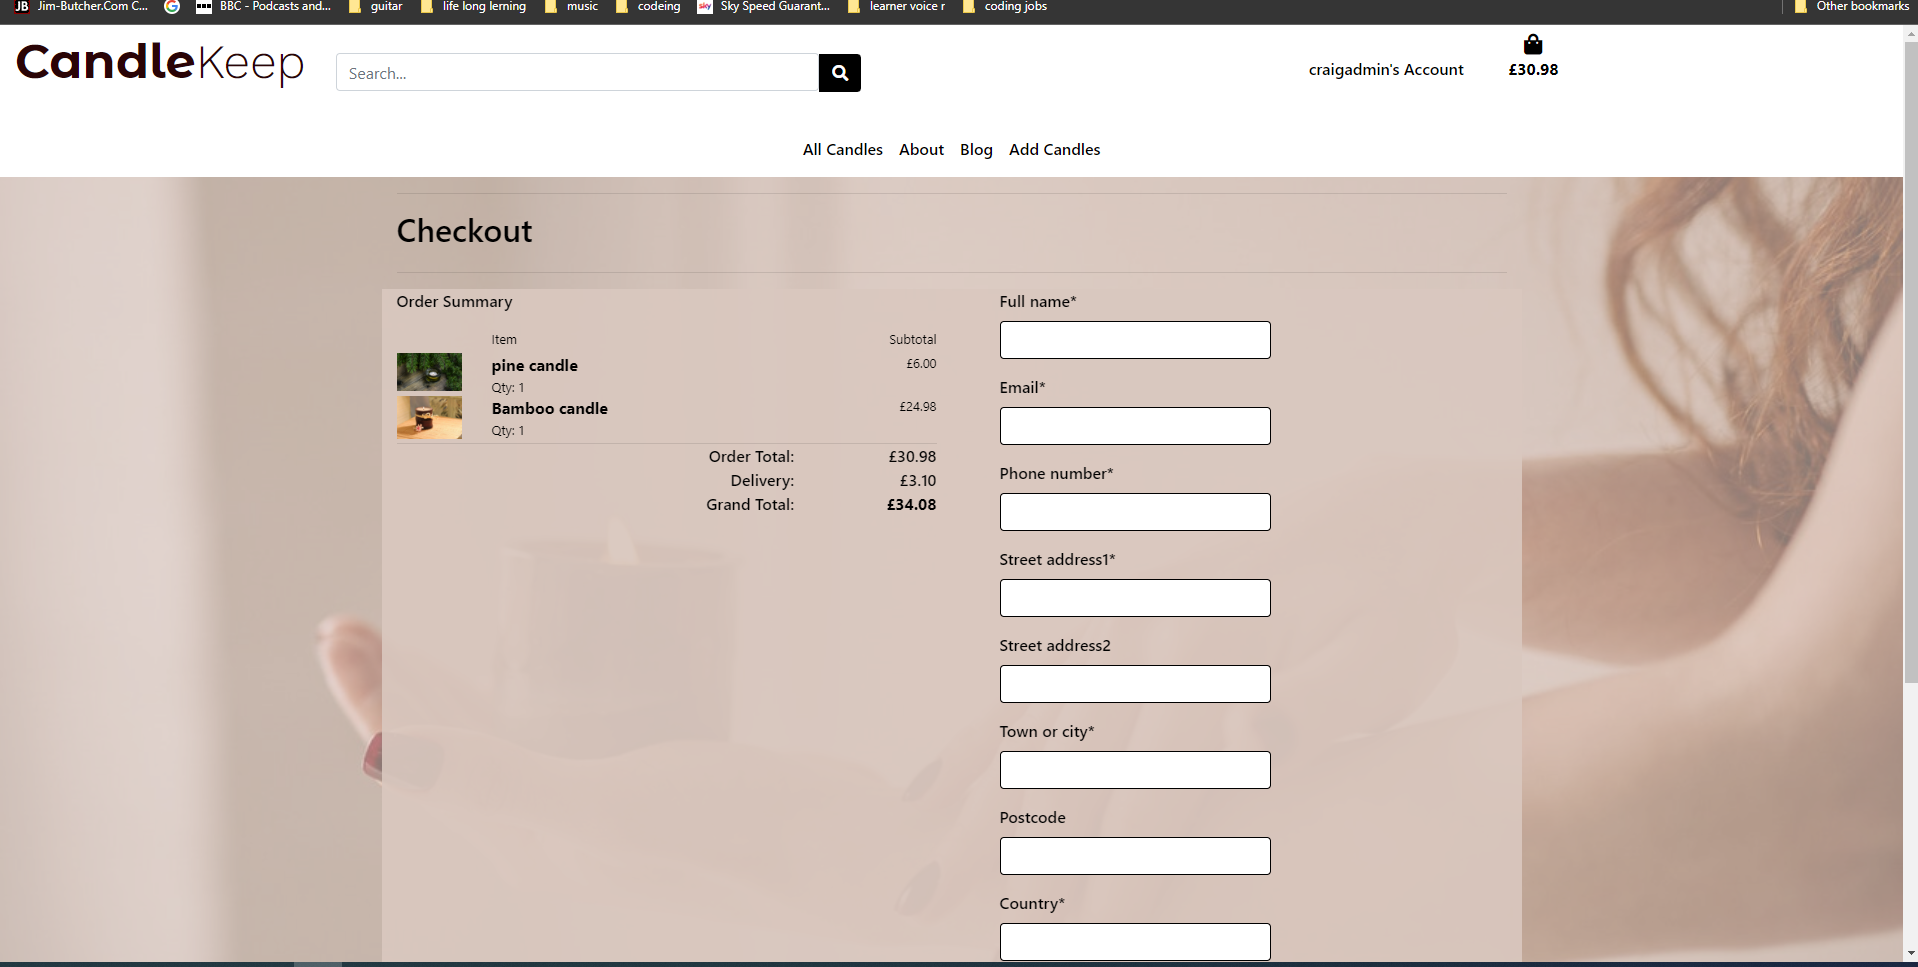 JB Jim-Butcher.Com C... G BBC - Podcasts and... guitar life long lerning music codeing sky Sky Speed Guarant... learner voice r coding jobs Other bookmarks
CandleKeep
Search...
craigadmin's Account
£30.98
All Candles About Blog Add Candles
Checkout
Order Summary
Item Subtotal
pine candle £6.00
Qty: 1
Bamboo candle £24.98
Qty: 1
Order Total: £30.98
Delivery: £3.10
Grand Total: £34.08
Full name*
Email*
Phone number*
Street address1*
Street address2
Town or city*
Postcode
Country*